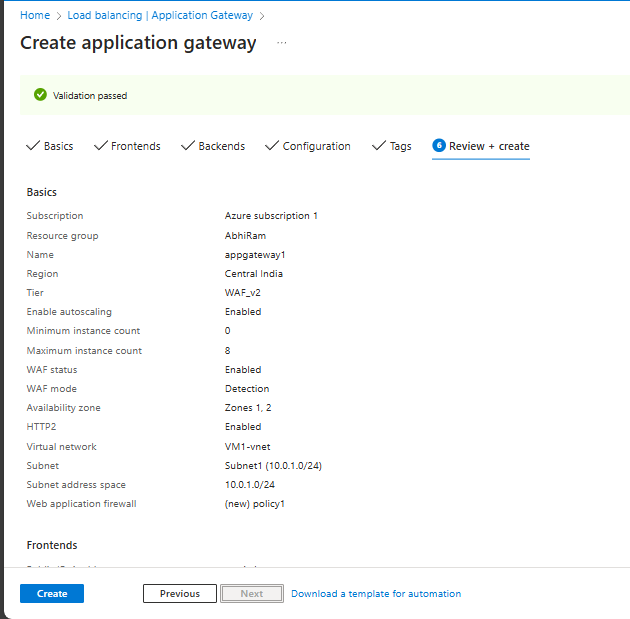 Home > Load balancing | Application Gateway >
Create application gateway ...
Validation passed
Basics Frontends Backends Configuration Tags 6 Review + create
Basics
Subscription Azure subscription 1
Resource group AbhiRam
Name appgateway1
Region Central India
Tier WAF_v2
Enable autoscaling Enabled
Minimum instance count 0
Maximum instance count 8
WAF status Enabled
WAF mode Detection
Availability zone Zones 1, 2
HTTP2 Enabled
Virtual network VM1-vnet
Subnet Subnet1 (10.0.1.0/24)
Subnet address space 10.0.1.0/24
Web application firewall (new) policy1
Frontends
Create Previous Next Download a template for automation